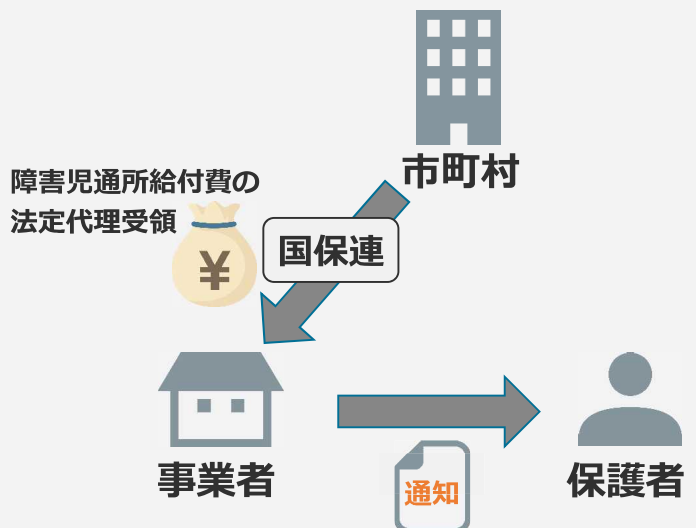 市町村
障害児通所給付費の
法定代理受領
¥
国保連
事業者
通知
保護者